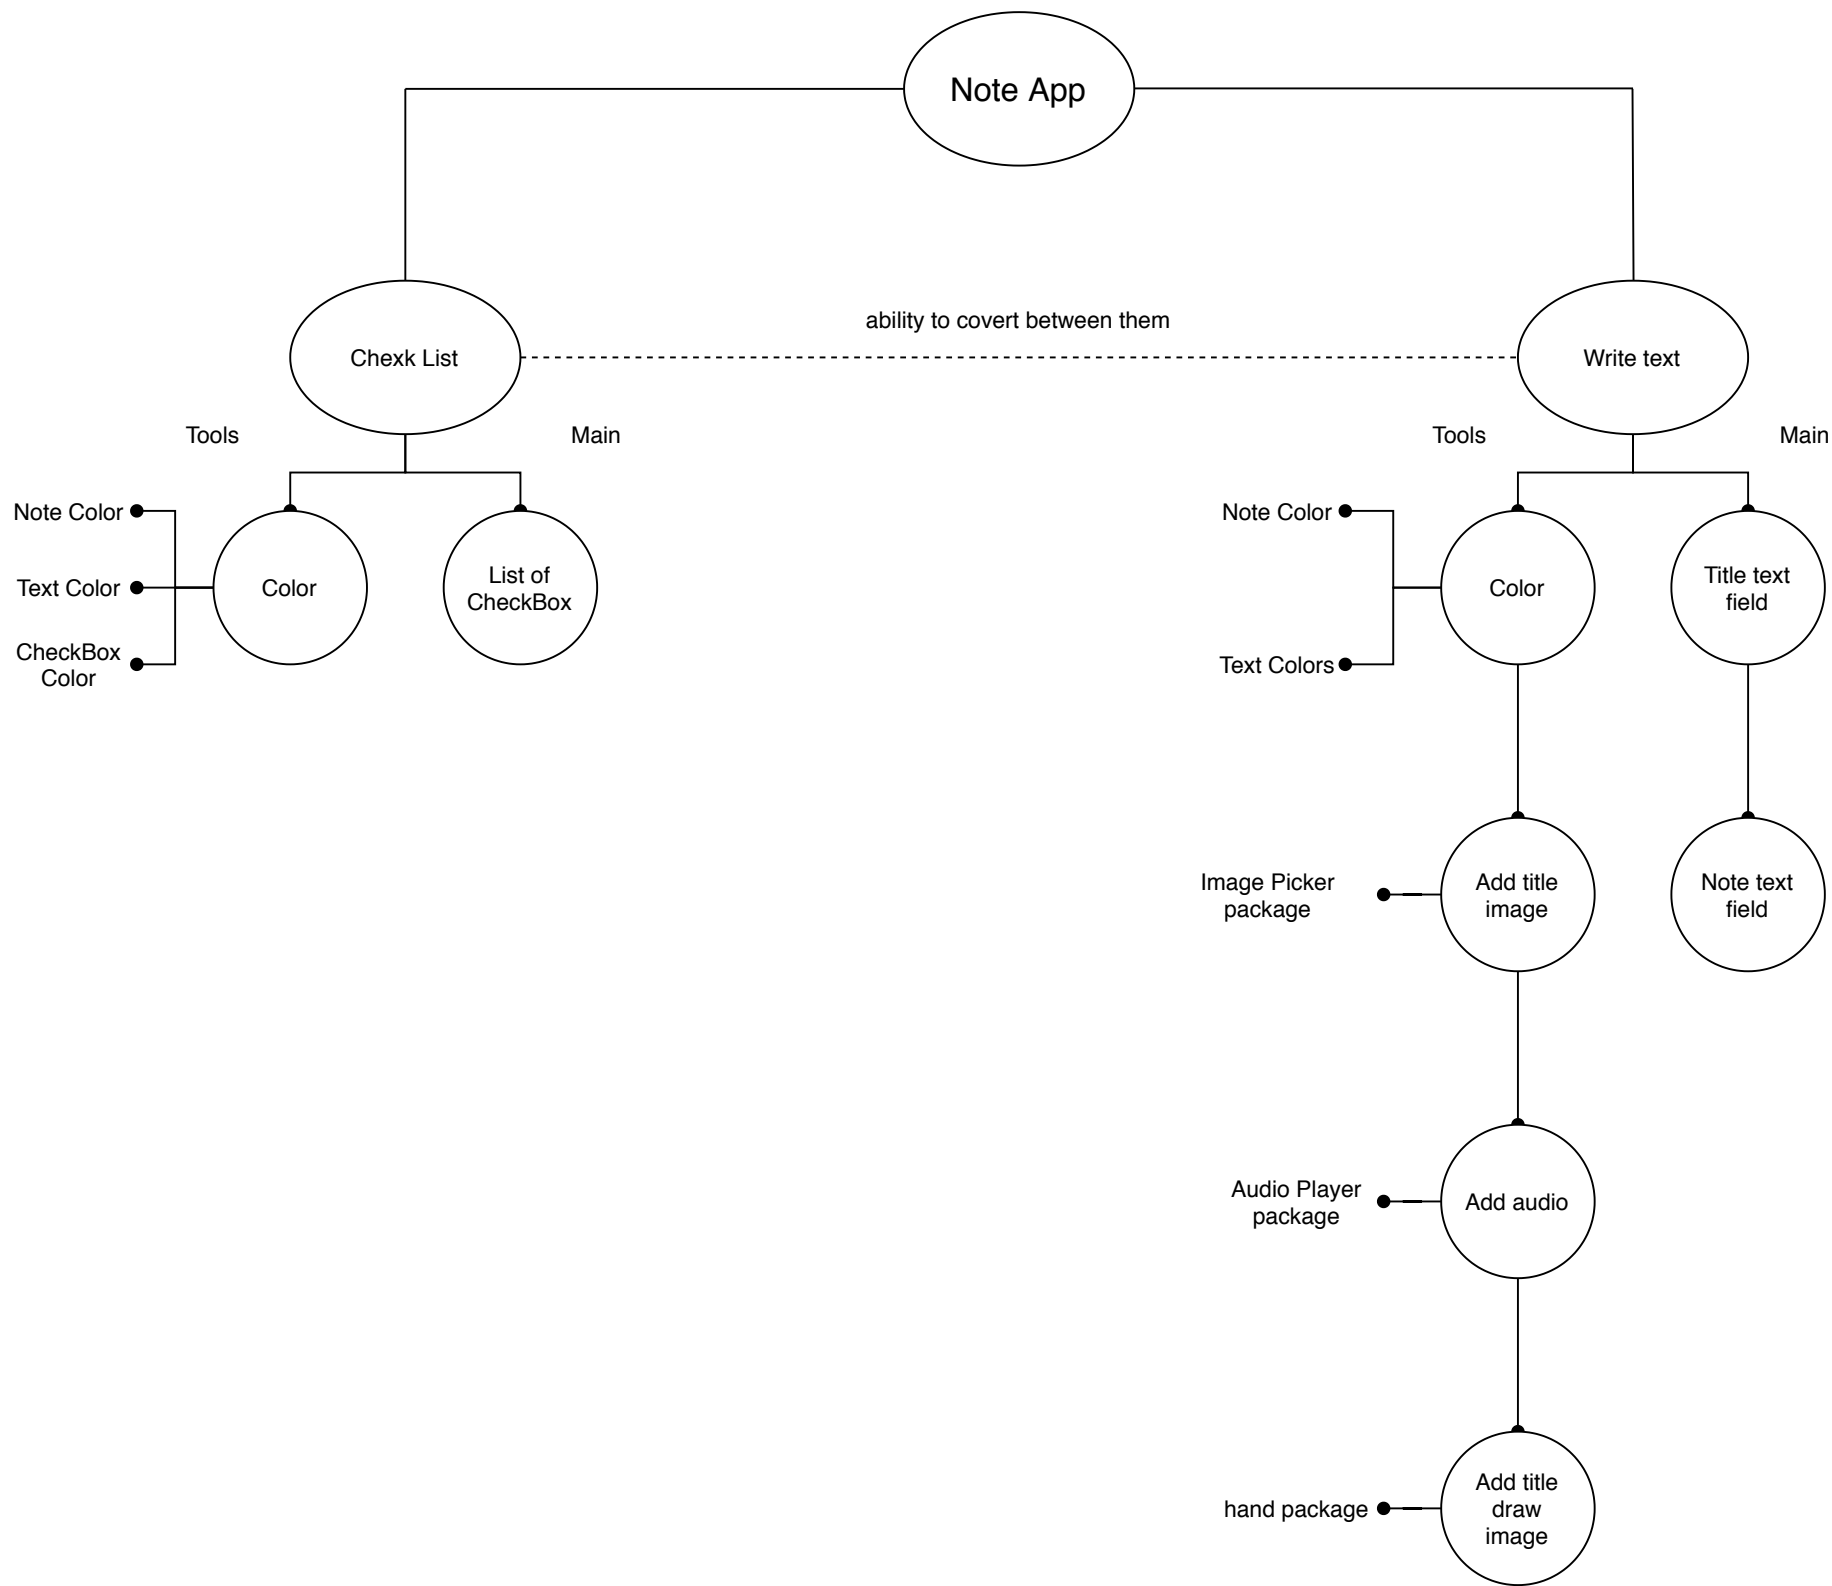 Note App
ability to covert between them
Chexk List
Write text
Tools
Main
Tools
Main
Note Color
Text Color
CheckBox
Color
Color
List of
CheckBox
Note Color
Text Colors
Color
Title text
field
Image Picker
package
Add title
image
Note text
field
Audio Player
package
Add audio
hand package
Add title
draw
image